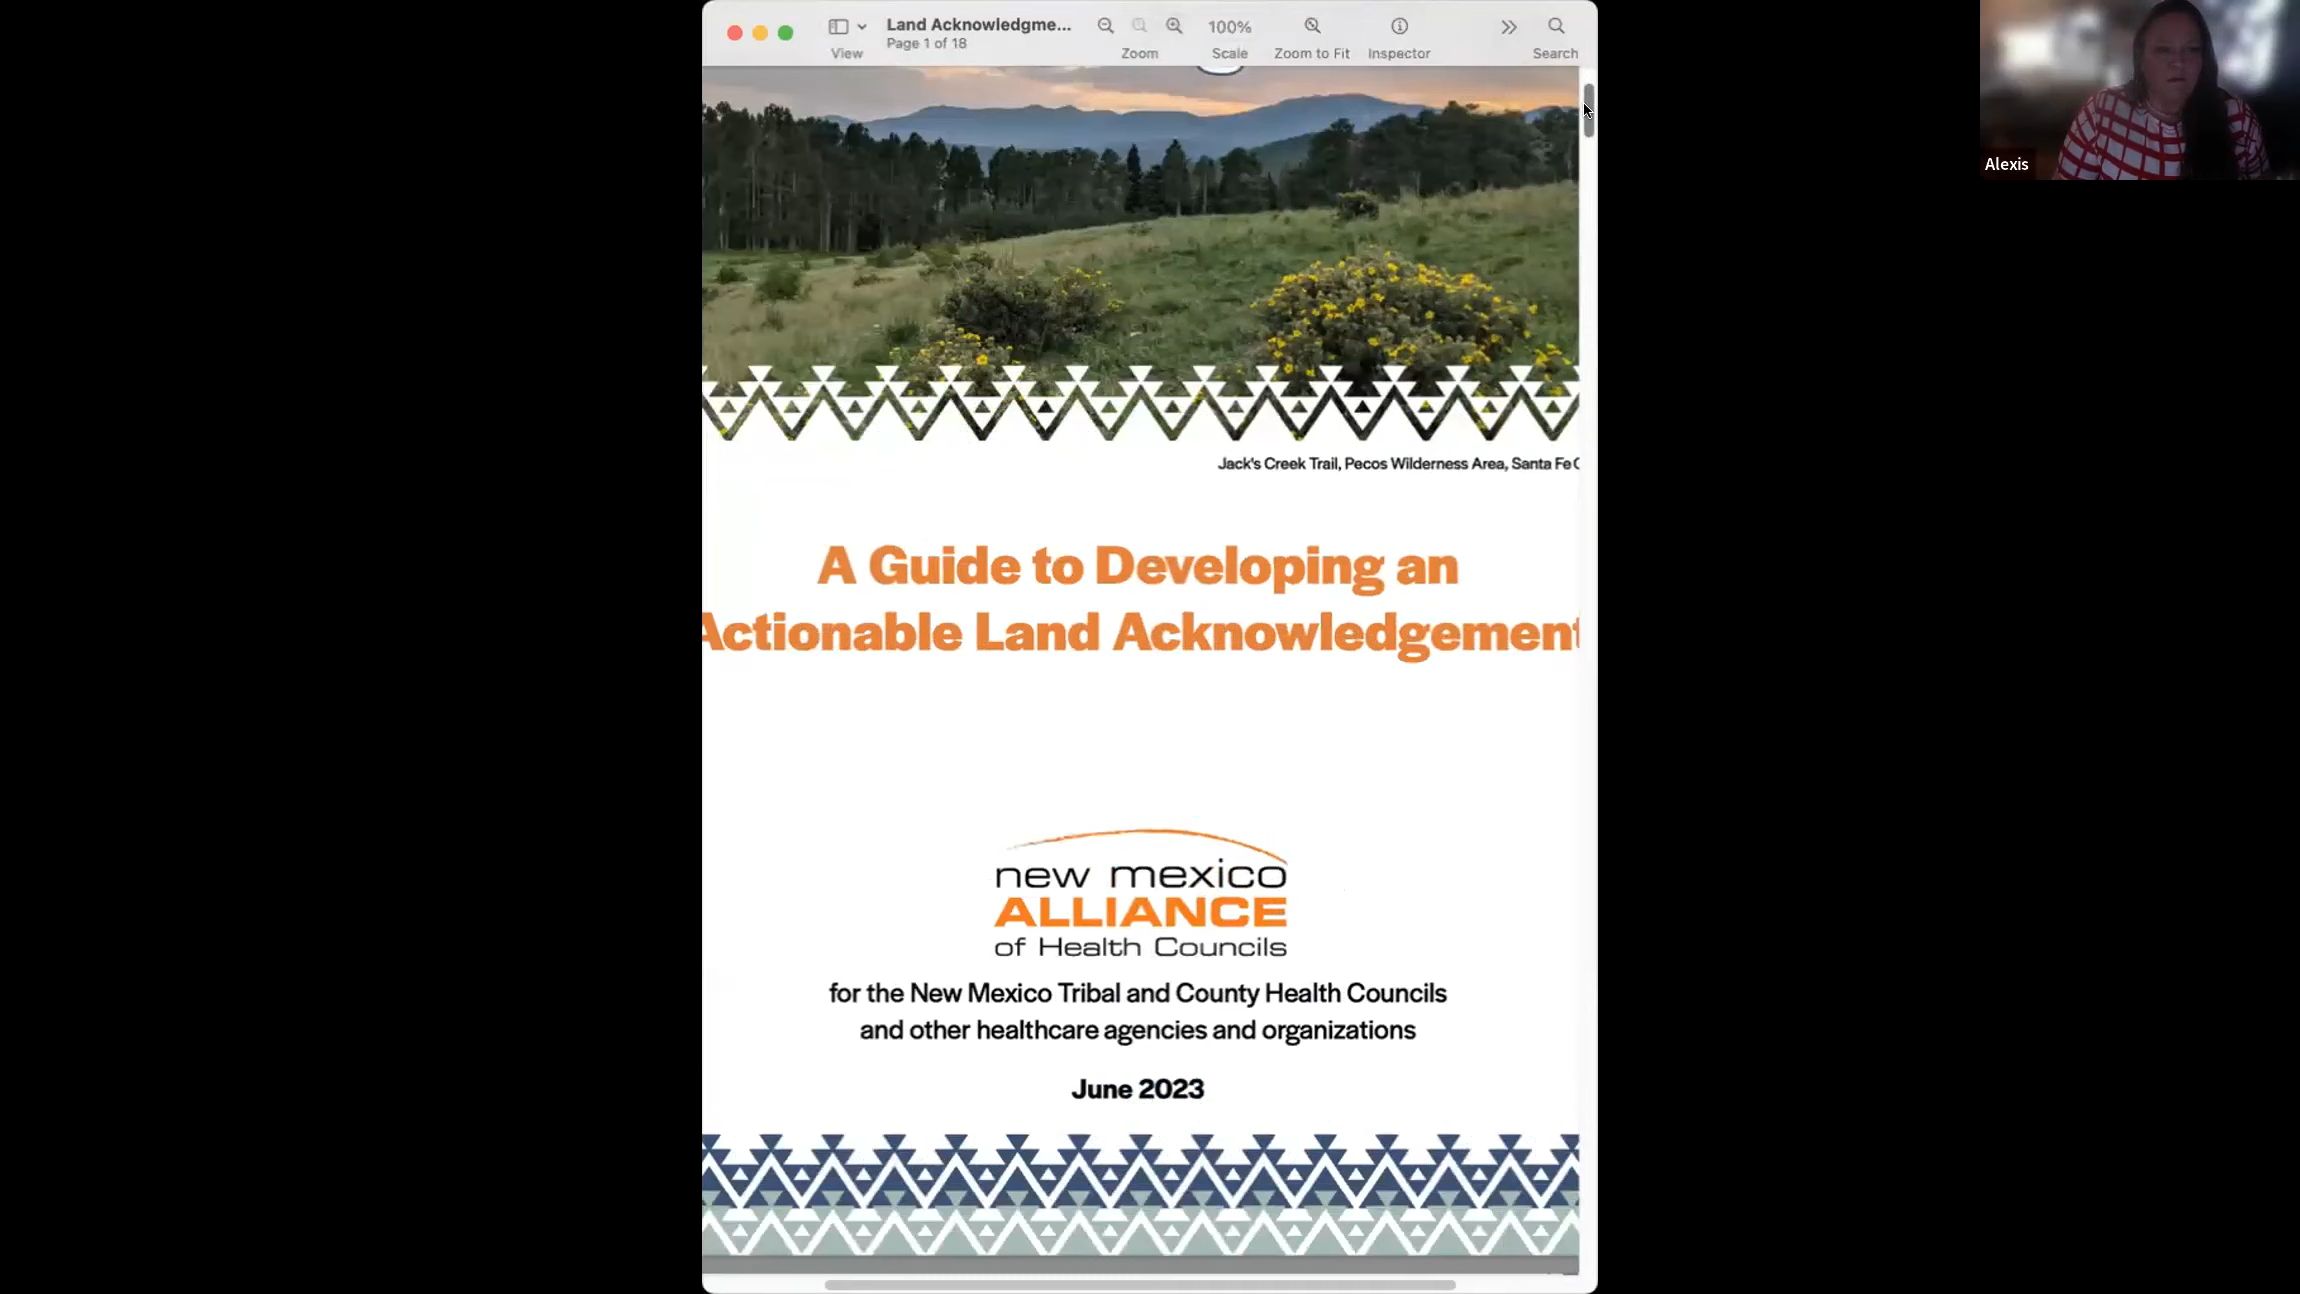 Land Acknowledgme...
Page 1 of 18
100%
View
Zoom
Scale
Zoom to Fit
Inspector
Search
Alexis
Jack's Creek Trail, Pecos Wilderness Area, Santa Fe C
A Guide to Developing an
Actionable Land Acknowledgement
new mexico
ALLIANCE
of Health Councils
for the New Mexico Tribal and County Health Councils
and other healthcare agencies and organizations
June 2023